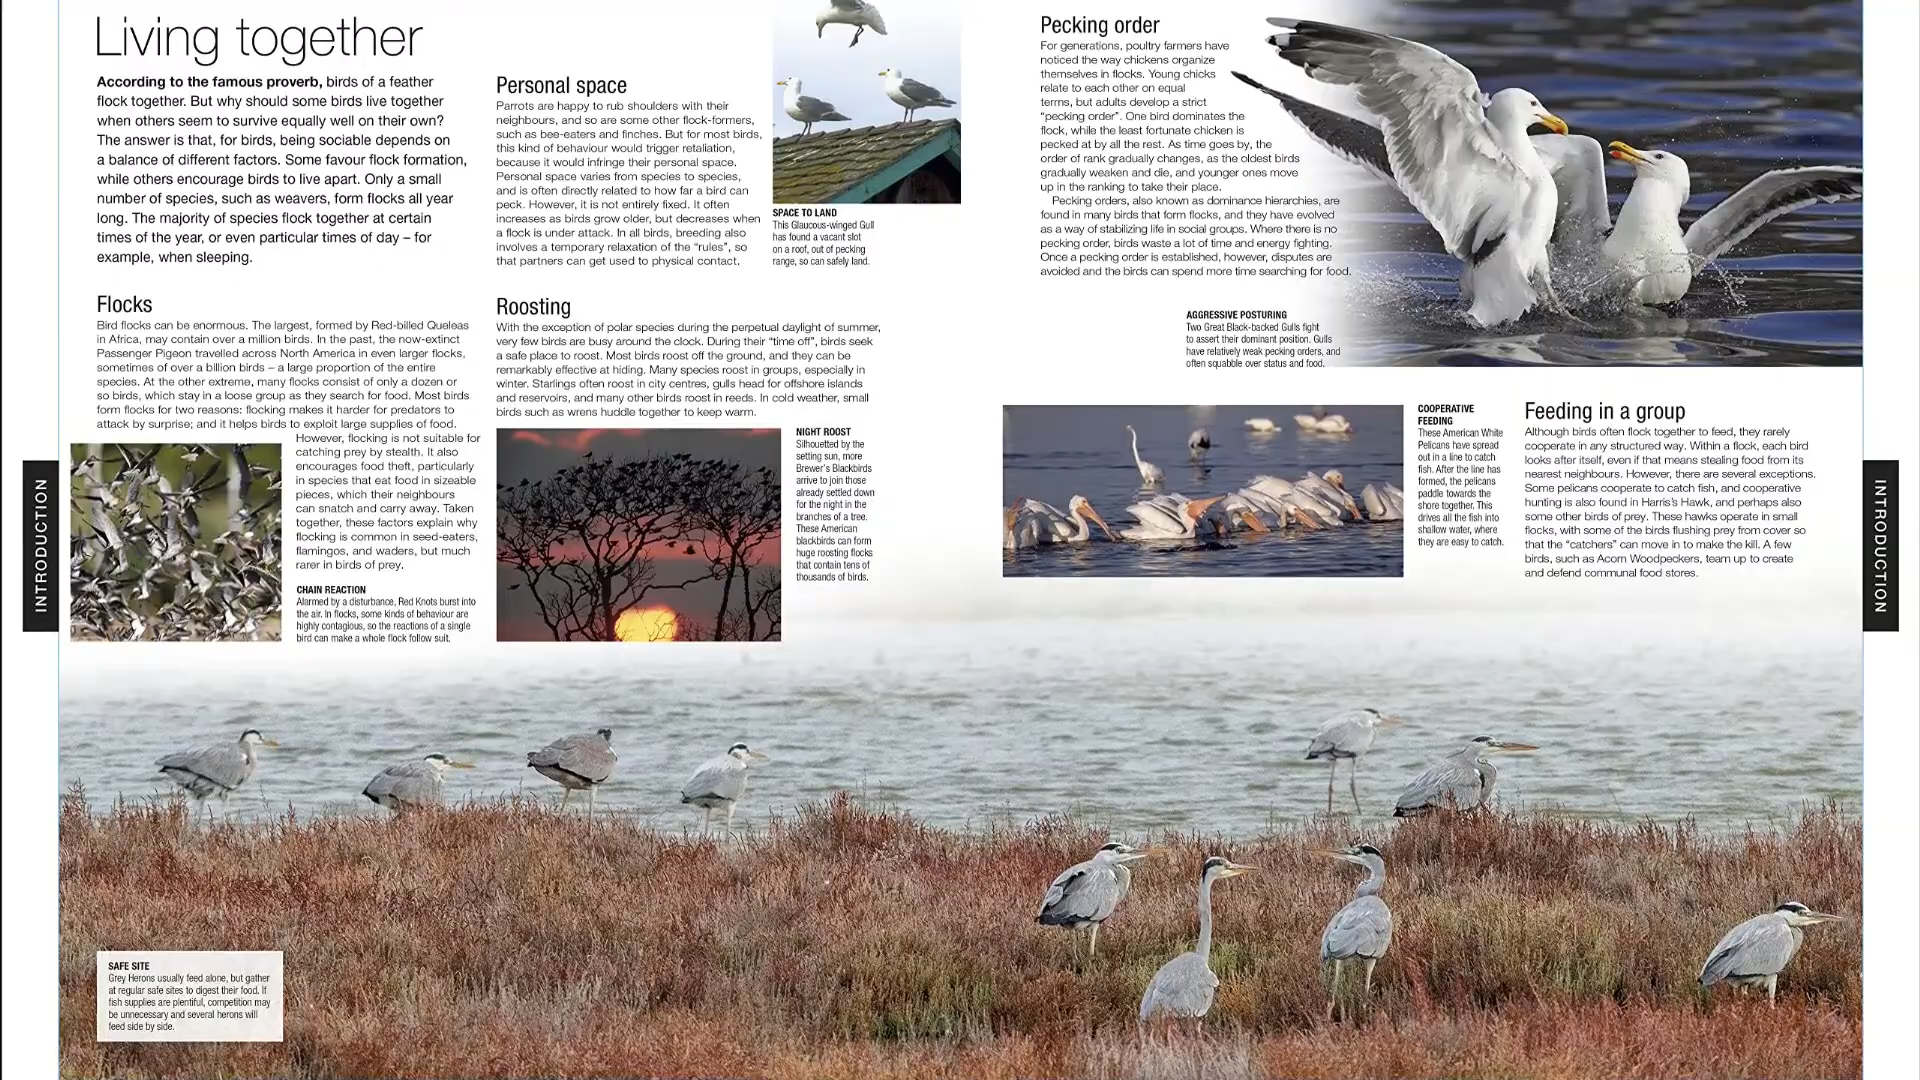 Living together
According to the famous proverb, birds of a feather
flock together. But why should some birds live together
when others seem to survive equally well on their own?
The answer is that, for birds, being sociable depends on
a balance of different factors. Some favour flock formation,
while others encourage birds to live apart. Only a small
number of species, such as weavers, form flocks all year
long. The majority of species flock together at certain
times of the year, or even particular times of day – for
example, when sleeping.
Flocks
Bird flocks can be enormous. The largest, formed by Red-billed Queleas
in Africa, may contain over a million birds. In the past, the now-extinct
Passenger Pigeon travelled across North America in even larger flocks,
sometimes of over a billion birds – a large proportion of the entire
species. At the other extreme, many flocks consist of only a dozen or
so birds, which stay in a loose group as they search for food. Most birds
form flocks for two reasons: flocking makes it harder for predators to
attack by surprise; and it helps birds to exploit large supplies of food.
However, flocking is not suitable for
catching prey by stealth. It also
encourages food theft, particularly
in species that eat food in sizeable
pieces, which their neighbours
can snatch and carry away. Taken
together, these factors explain why
flocking is common in seed-eaters,
flamingos, and waders, but much
rarer in birds of prey.
CHAIN REACTION
Alarmed by a disturbance, Red Knots burst into
the air. In flocks, some kinds of behaviour are
highly contagious, so the reactions of a single
bird can make a whole flock follow suit.
Personal space
Parrots are happy to rub shoulders with their
neighbours, and so are some other flock-formers,
such as bee-eaters and finches. But for most birds,
this kind of behaviour would trigger retaliation,
because it would infringe their personal space.
Personal space varies from species to species,
and is often directly related to how far a bird can
peck. However, it is not entirely fixed. It often
increases as birds grow older, but decreases when
a flock is under attack. In all birds, breeding also
involves a temporary relaxation of the “rules”, so
that partners can get used to physical contact.
SPACE TO LAND
This Glaucous-winged Gull
has found a vacant slot
on a roof, out of pecking
range, so can safely land.
Roosting
With the exception of polar species during the perpetual daylight of summer,
very few birds are busy around the clock. During their “time off”, birds seek
a safe place to roost. Most birds roost off the ground, and they can be
remarkably effective at hiding. Many species roost in groups, especially in
winter. Starlings often roost in city centres, gulls head for offshore islands
and reservoirs, and many other birds roost in reeds. In cold weather, small
birds such as wrens huddle together to keep warm.
NIGHT ROOST
Silhouetted by the
setting sun, more
Brewer's Blackbirds
arrive to join those
already settled down
for the night in the
branches of a tree.
These American
blackbirds can form
huge roosting flocks
that contain tens of
thousands of birds.
Pecking order
For generations, poultry farmers have
noticed the way chickens organize
themselves in flocks. Young chicks
relate to each other on equal
terms, but adults develop a strict
“pecking order”. One bird dominates the
flock, while the least fortunate chicken is
pecked at by all the rest. As time goes by, the
order of rank gradually changes, as the oldest birds
gradually weaken and die, and younger ones move
up in the ranking to take their place.
Pecking orders, also known as dominance hierarchies, are
found in many birds that form flocks, and they have evolved
as a way of stabilizing life in social groups. Where there is no
pecking order, birds waste a lot of time and energy fighting.
Once a pecking order is established, however, disputes are
avoided and the birds can spend more time searching for food.
AGGRESSIVE POSTURING
Two Great Black-backed Gulls fight
to assert their dominant position. Gulls
have relatively weak pecking orders, and
often squabble over status and food.
COOPERATIVE
FEEDING
These American White
Pelicans have spread
out in a line to catch
fish. After the line has
formed, the pelicans
paddle towards the
shore together. This
drives all the fish into
shallow water, where
they are easy to catch.
Feeding in a group
Although birds often flock together to feed, they rarely
cooperate in any structured way. Within a flock, each bird
looks after itself, even if that means stealing food from its
nearest neighbours. However, there are several exceptions.
Some pelicans cooperate to catch fish, and cooperative
hunting is also found in Harris's Hawk, and perhaps also
some other birds of prey. These hawks operate in small
flocks, with some of the birds flushing prey from cover so
that the “catchers” can move in to make the kill. A few
birds, such as Acorn Woodpeckers, team up to create
and defend communal food stores.
INTRODUCTION
INTRODUCTION
SAFE SITE
Grey Herons usually feed alone, but gather
at regular safe sites to digest their food. If
fish supplies are plentiful, competition may
be unnecessary and several herons will
feed side by side.